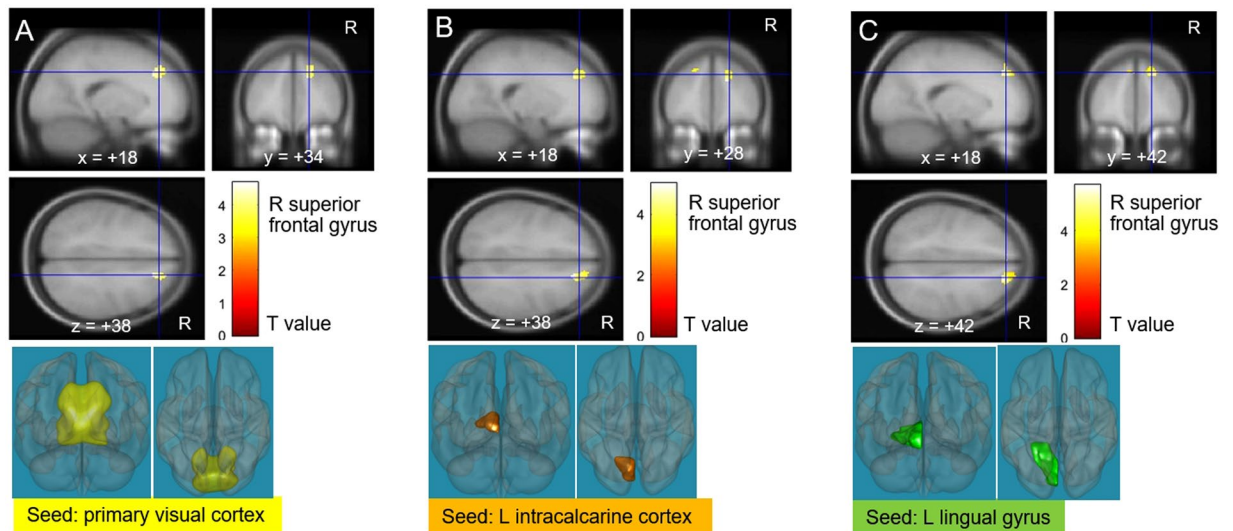 A
R
x = +18
y = +34
4
3
2
1
0
R superior
frontal gyrus
T value
z = +38
R
Seed: primary visual cortex
B
R
x = +18
y = +28
4
2
0
R superior
frontal gyrus
T value
z = +38
R
Seed: L intracalcarine cortex
C
R
x = +18
y = +42
4
2
0
R superior
frontal gyrus
T value
z = +42
R
Seed: L lingual gyrus